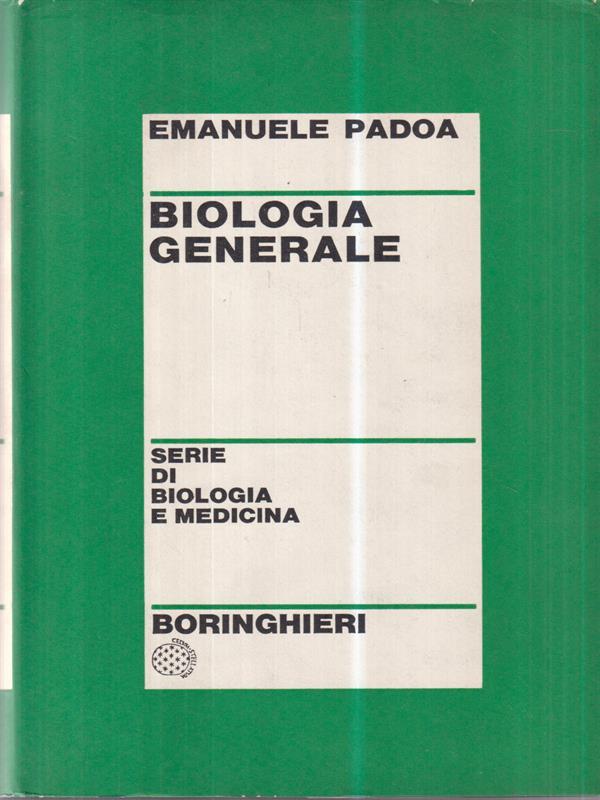 EMANUELE PADOA
BIOLOGIA
GENERALE
SERIE
DI
BIOLOGIA
E MEDICINA
BORINGHIERI